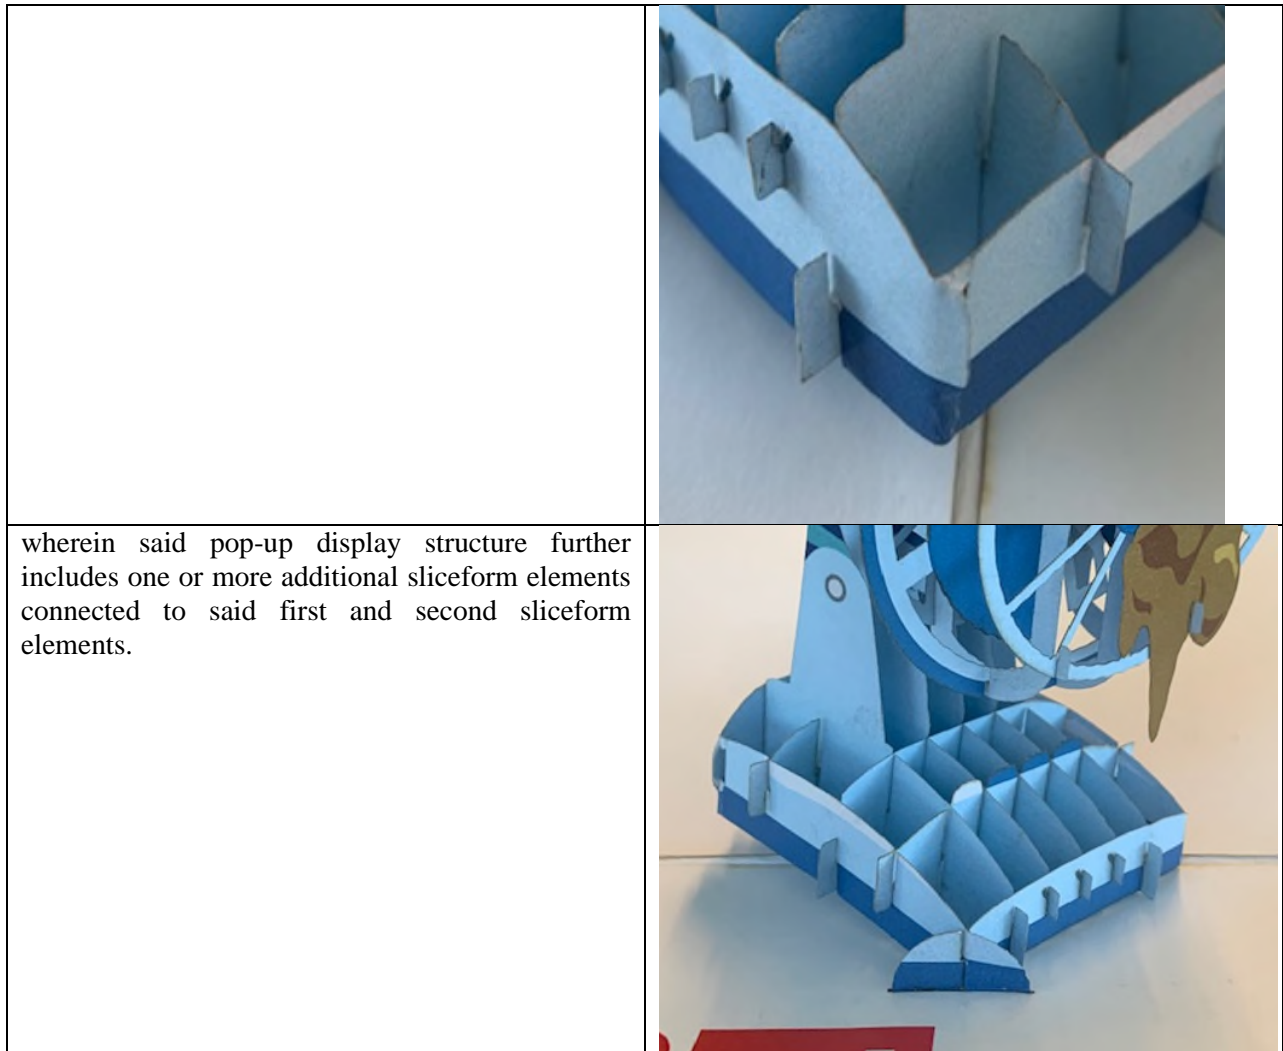 wherein said pop-up display structure further
includes one or more additional sliceform elements
connected to said first and second sliceform
elements.